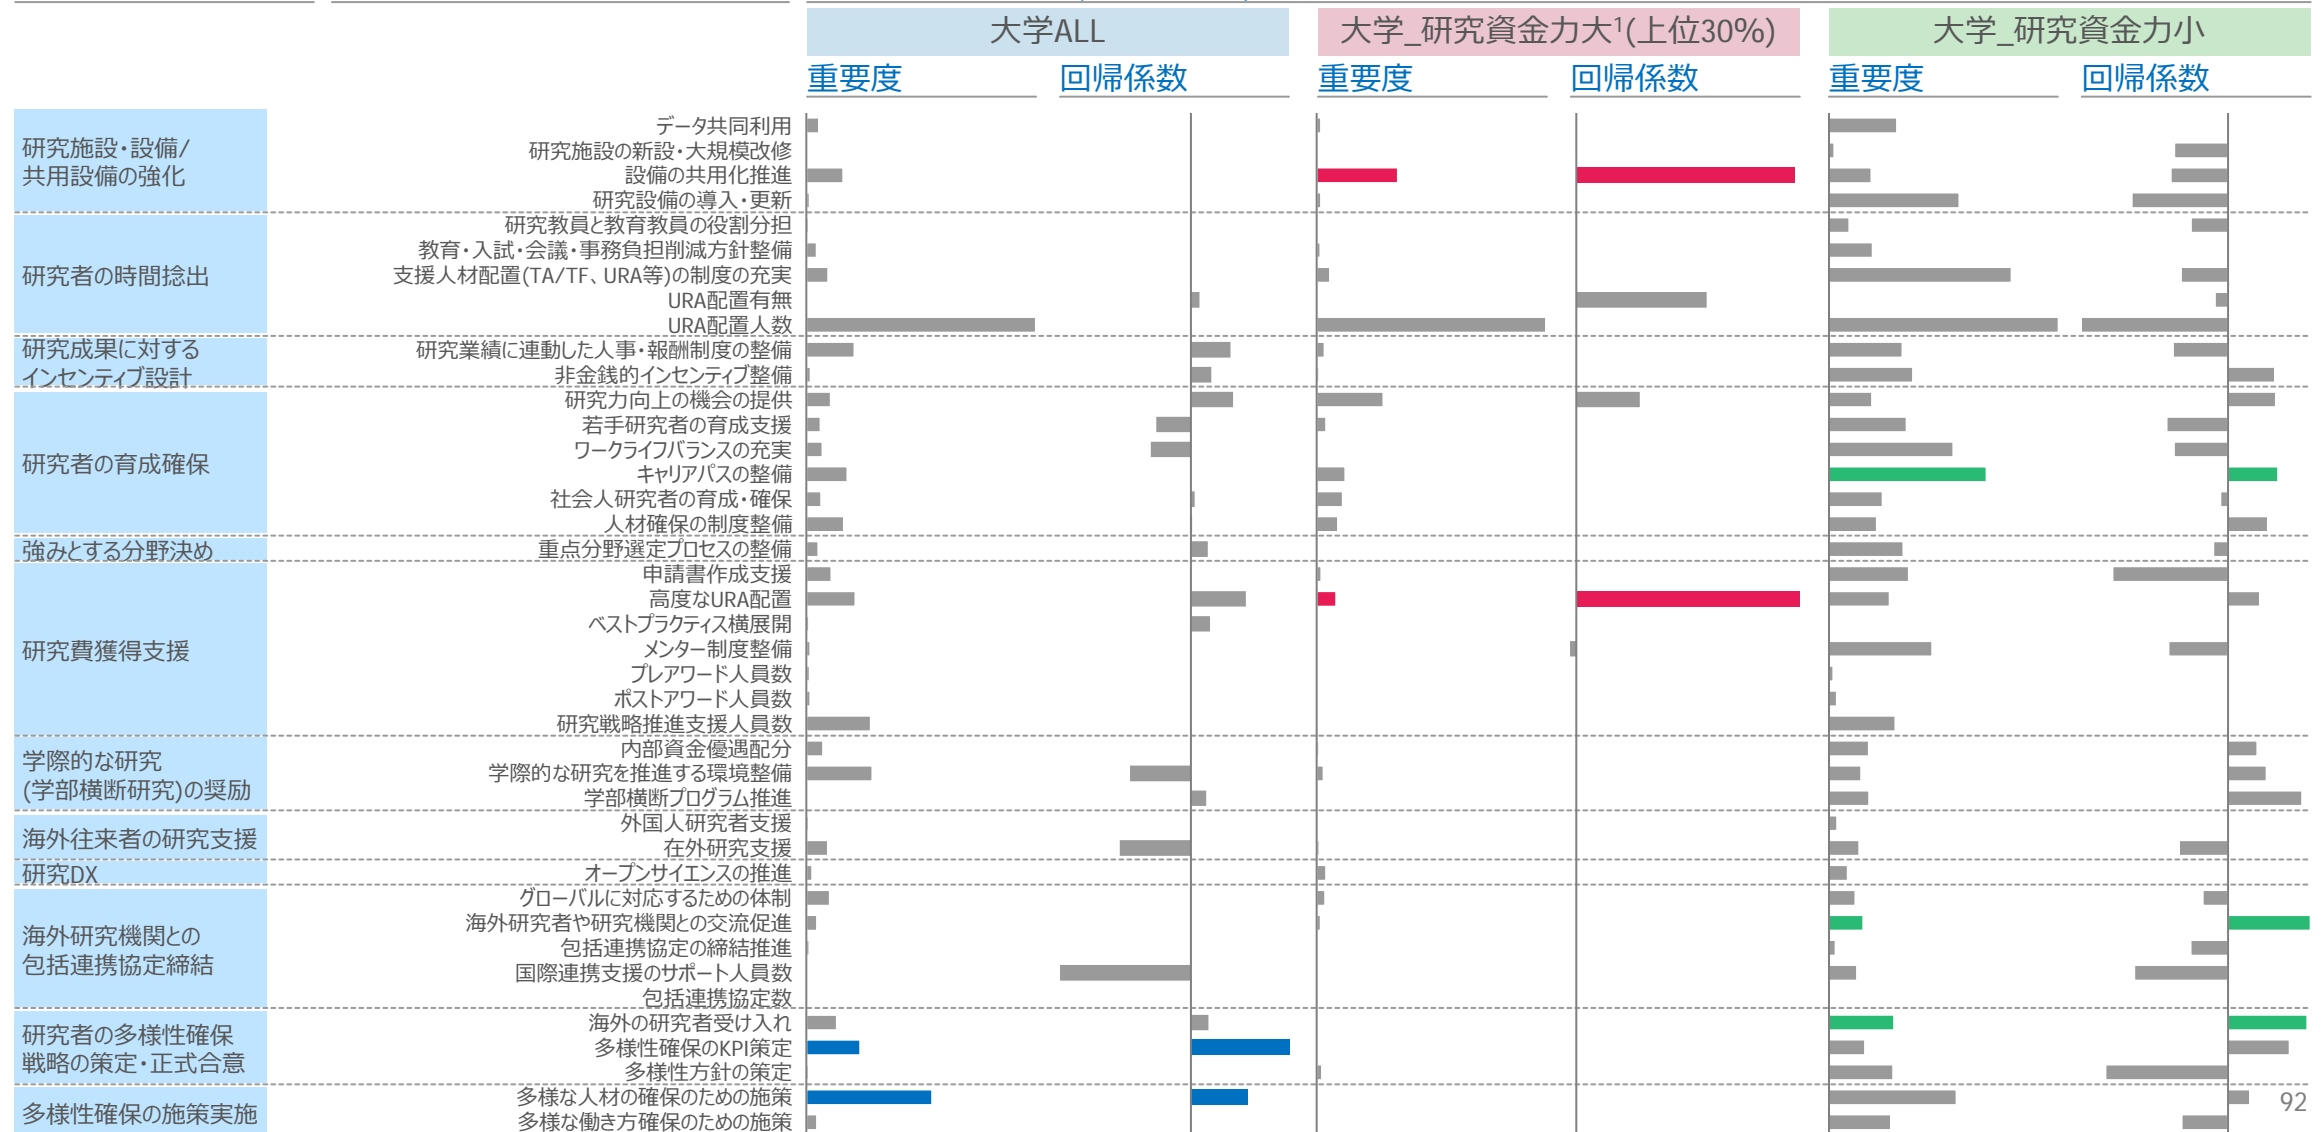 大学ALL
大学_研究資金力大1(上位30%)
大学_研究資金力小
重要度
回帰係数
重要度
回帰係数
重要度
回帰係数
研究施設・設備/
共用設備の強化
データ共同利用
研究施設の新設・大規模改修
設備の共用化推進
研究設備の導入・更新
研究者の時間捻出
研究教員と教育教員の役割分担
教育・入試・会議・事務負担削減方針整備
支援人材配置(TA/TF、URA等)の制度の充実
URA配置有無
URA配置人数
研究成果に対する
インセンティブ設計
研究業績に連動した人事・報酬制度の整備
非金銭的インセンティブ整備
研究者の育成確保
研究力向上の機会の提供
若手研究者の育成支援
ワークライフバランスの充実
キャリアパスの整備
社会人研究者の育成・確保
人材確保の制度整備
強みとする分野決め
重点分野選定プロセスの整備
研究費獲得支援
申請書作成支援
高度なURA配置
ベストプラクティス横展開
メンター制度整備
プレアワード人員数
ポストアワード人員数
研究戦略推進支援人員数
学際的な研究
(学部横断研究)の奨励
内部資金優遇配分
学際的な研究を推進する環境整備
学部横断プログラム推進
海外往来者の研究支援
外国人研究者支援
在外研究支援
研究DX
オープンサイエンスの推進
海外研究機関との
包括連携協定締結
グローバルに対応するための体制
海外研究者や研究機関との交流促進
包括連携協定の締結推進
国際連携支援のサポート人員数
包括連携協定数
研究者の多様性確保
戦略の策定・正式合意
海外の研究者受け入れ
多様性確保のKPI策定
多様性方針の策定
多様性確保の施策実施
多様な人材の確保のための施策
多様な働き方確保のための施策
92